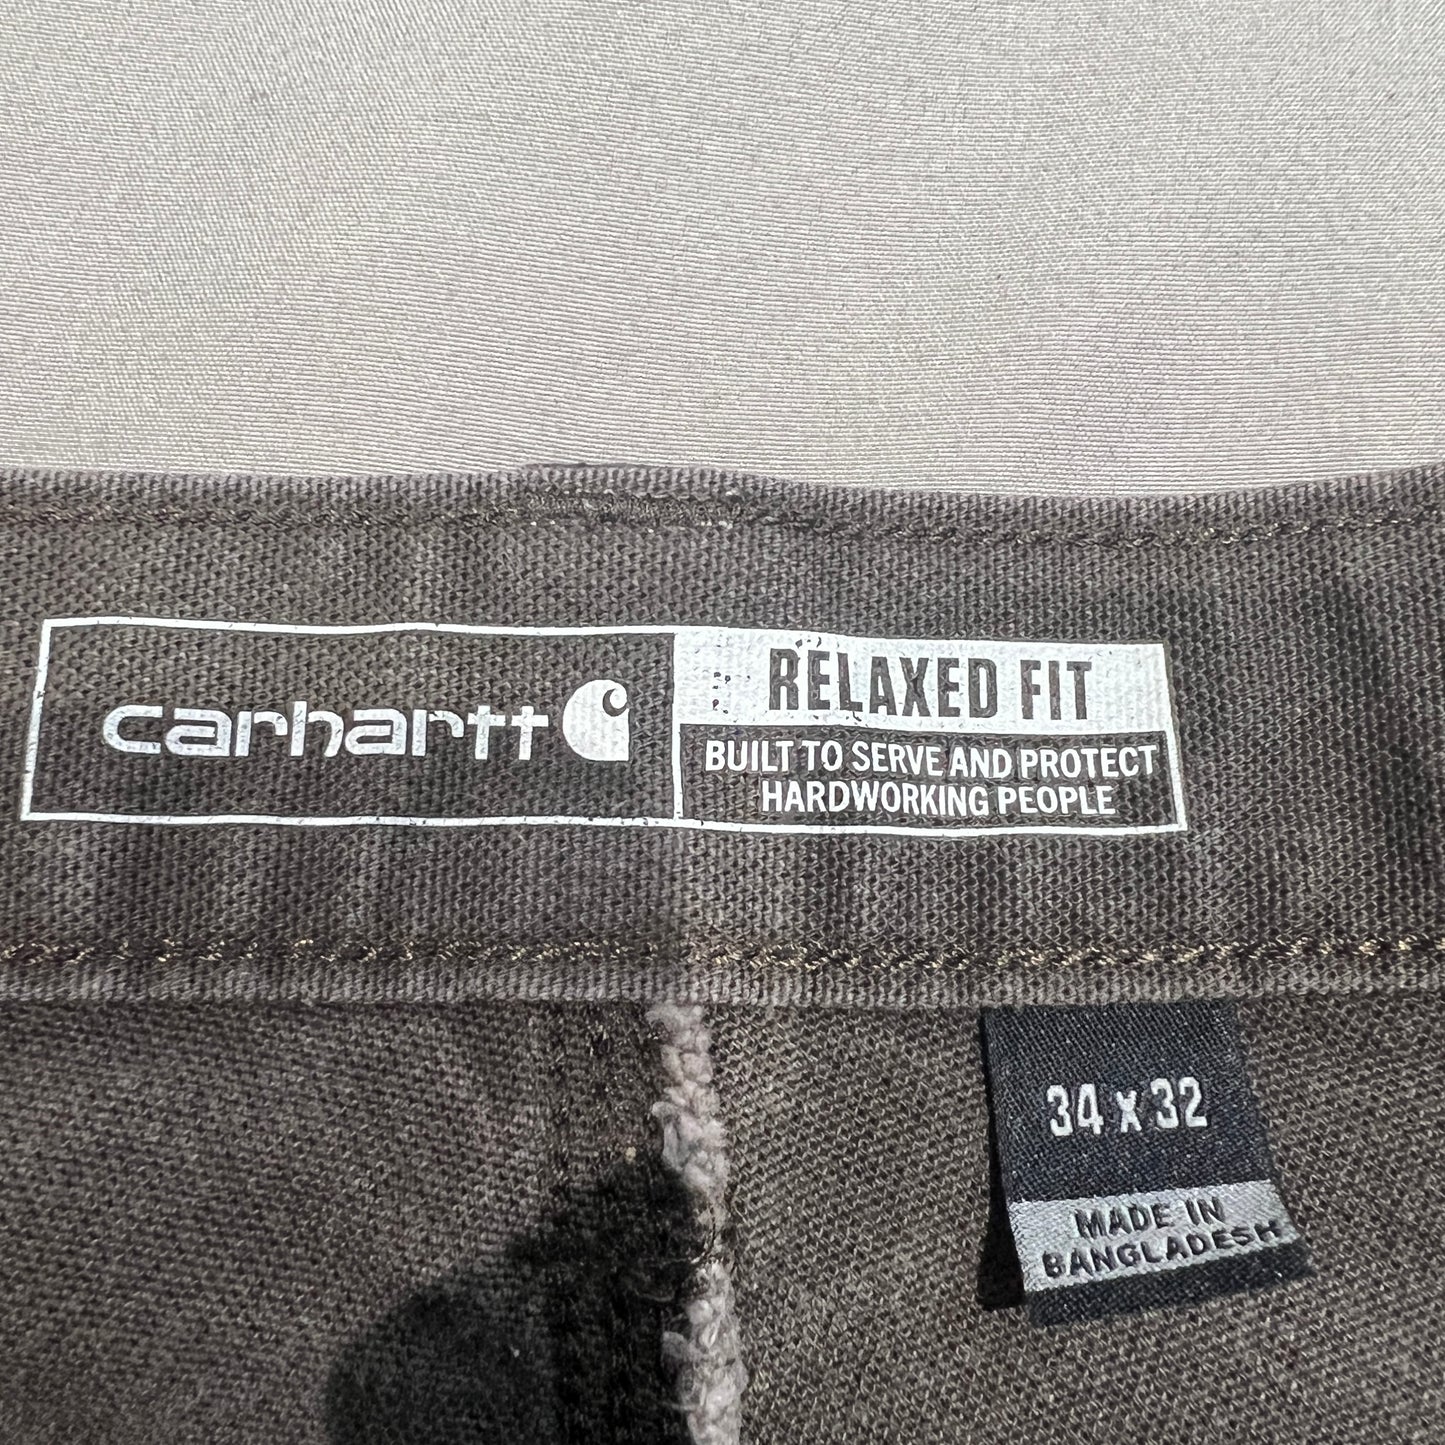 carhartt
RELAXED FIT
BUILT TO SERVE AND PROTECT
HARDWORKING PEOPLE
34 x 32
MADE IN
BANGLADESH